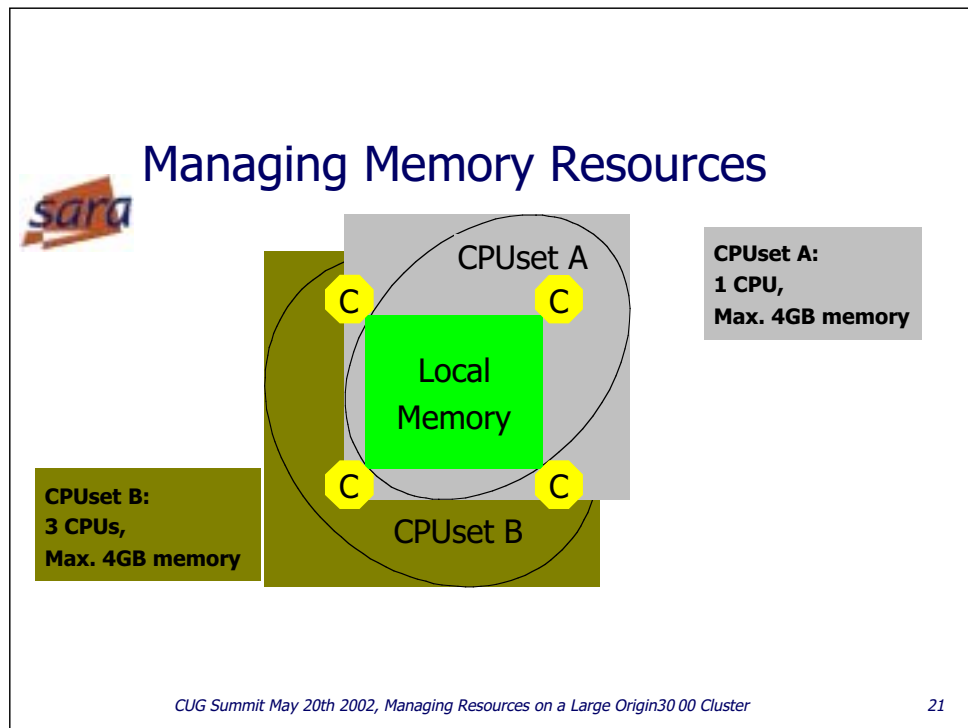 Managing Memory Resources
sara
CPUset A
CPUset A:
1 CPU,
Max. 4GB memory
C
C
Local
Memory
C
C
CPUset B:
3 CPUs,
Max. 4GB memory
CPUset B
CUG Summit May 20th 2002, Managing Resources on a Large Origin30 00 Cluster
21